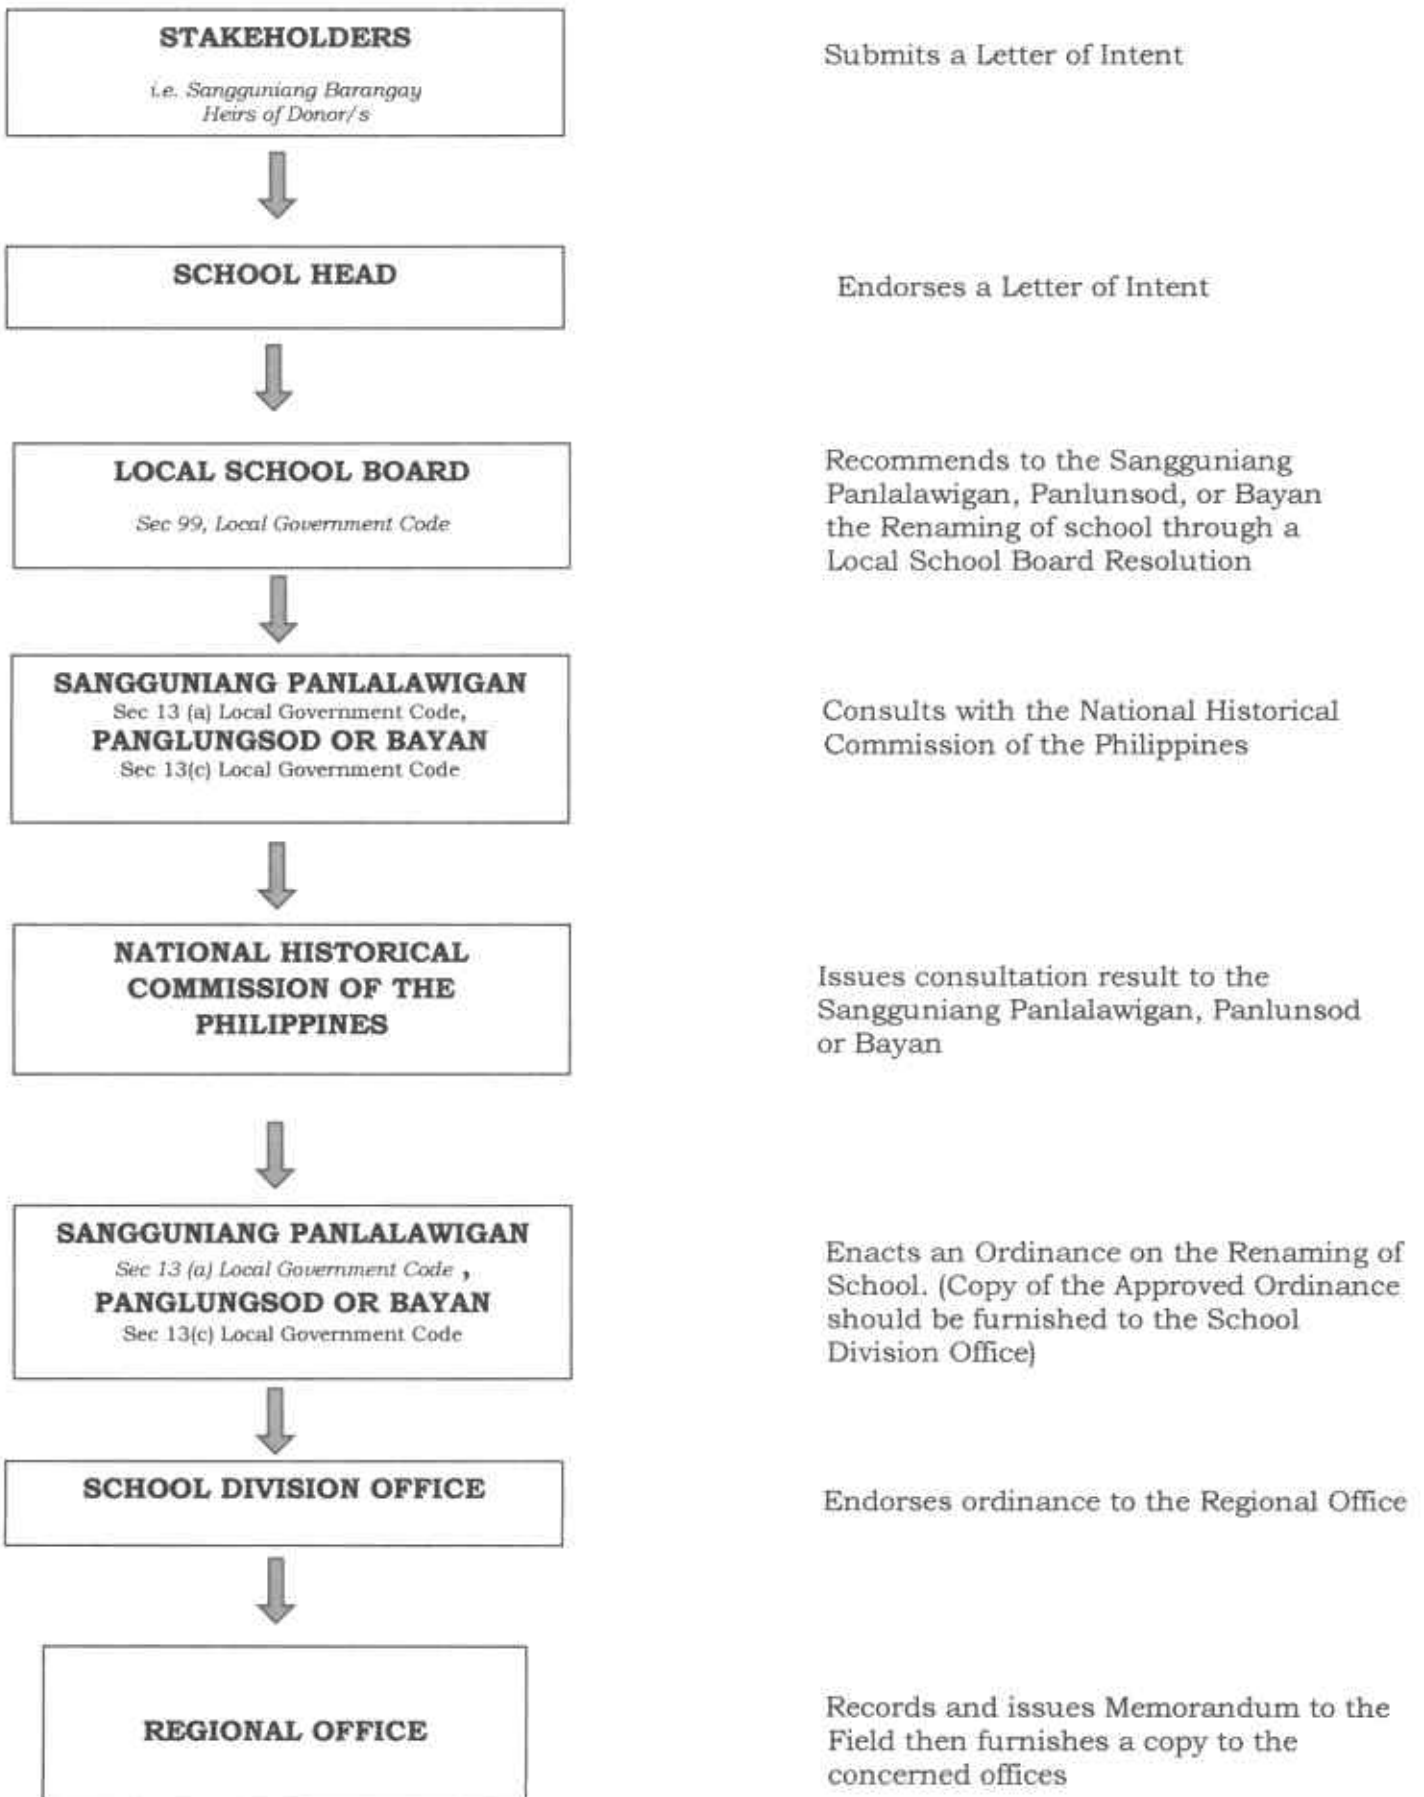 STAKEHOLDERS
i.e. Sangguniang Barangay
Heirs of Donor/s
Submits a Letter of Intent
SCHOOL HEAD
Endorses a Letter of Intent
LOCAL SCHOOL BOARD
Sec 99, Local Government Code
Recommends to the Sangguniang
Panlalawigan, Panlunsod, or Bayan
the Renaming of school through a
Local School Board Resolution
SANGGUNIANG PANLALAWIGAN
Sec 13 (a) Local Government Code,
PANGLUNGSOD OR BAYAN
Sec 13(c) Local Government Code
Consults with the National Historical
Commission of the Philippines
NATIONAL HISTORICAL
COMMISSION OF THE
PHILIPPINES
Issues consultation result to the
Sangguniang Panlalawigan, Panlunsod
or Bayan
SANGGUNIANG PANLALAWIGAN
Sec 13 (a) Local Government Code ,
PANGLUNGSOD OR BAYAN
Sec 13(c) Local Government Code
Enacts an Ordinance on the Renaming of
School. (Copy of the Approved Ordinance
should be furnished to the School
Division Office)
SCHOOL DIVISION OFFICE
Endorses ordinance to the Regional Office
REGIONAL OFFICE
Records and issues Memorandum to the
Field then furnishes a copy to the
concerned offices